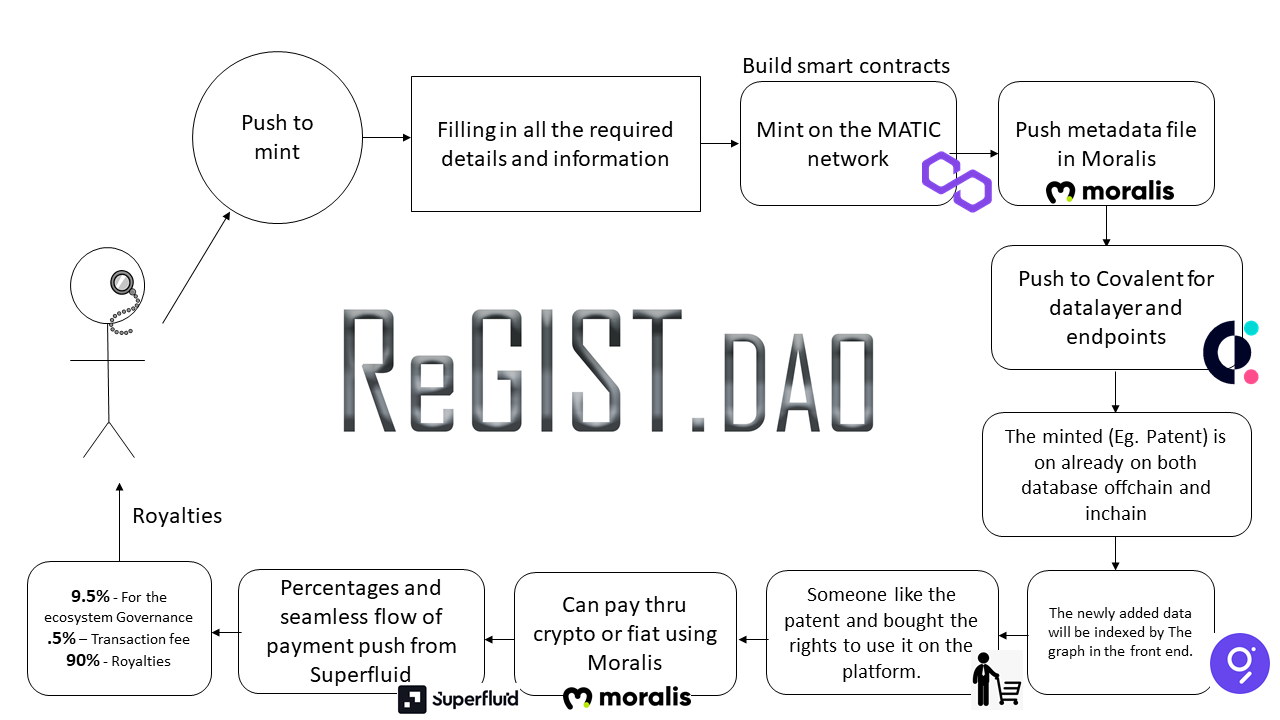 Build smart contracts
Push to
mint
Filling in all the required
details and information
Mint on the MATIC
network
Push metadata file
in Moralis
moralis
Push to Covalent for
datalayer and
endpoints
ReGIST.DAO
The minted (Eg. Patent) is
on already on both
database offchain and
inchain
The newly added data
will be indexed by The
graph in the front end.
Someone like the
patent and bought the
rights to use it on the
platform.
Can pay thru
crypto or fiat using
Moralis
moralis
Percentages and
seamless flow of
payment push from
Superfluid
Superfluid
9.5% - For the
ecosystem Governance
.5% – Transaction fee
90% - Royalties
Royalties